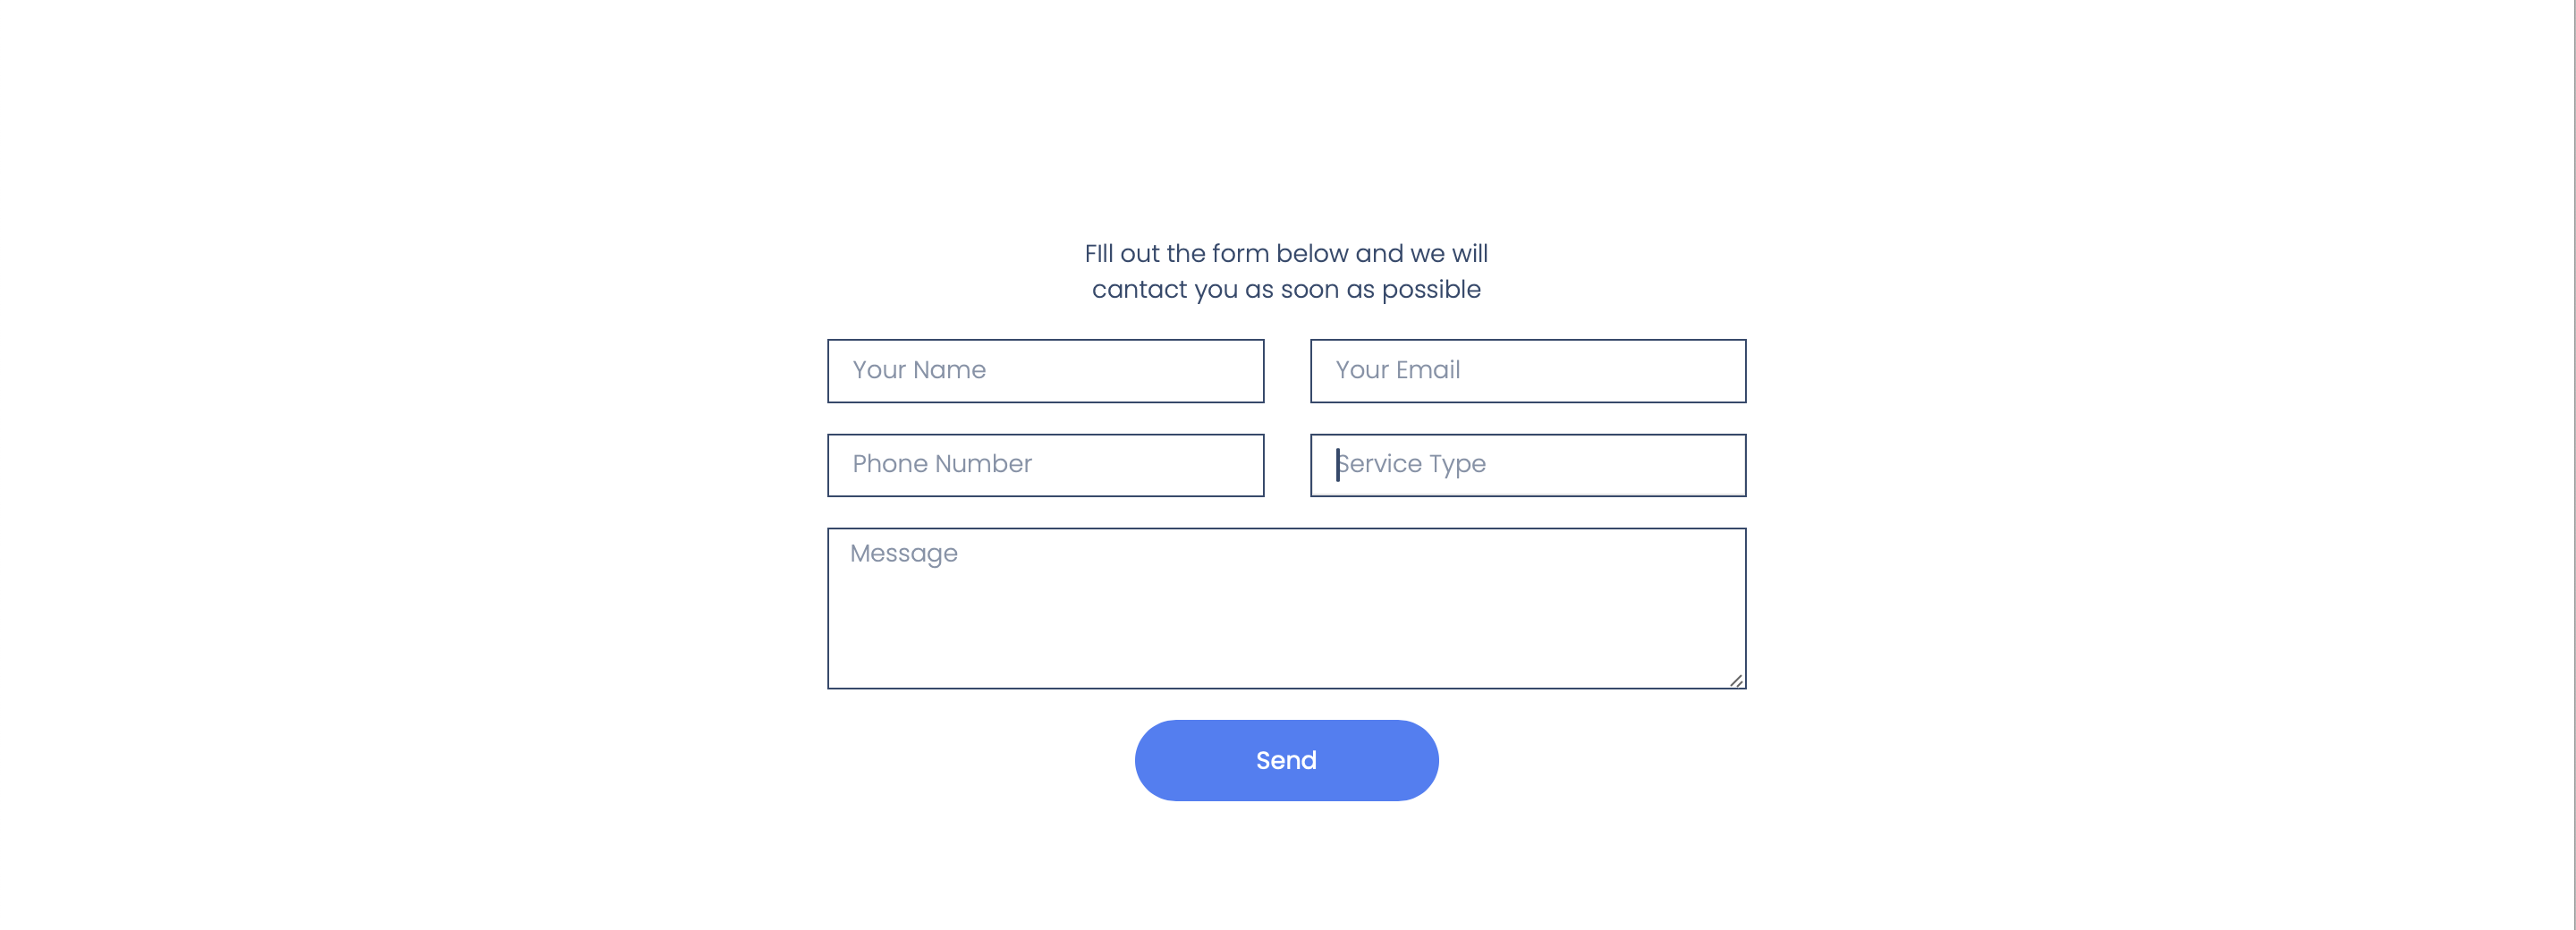 FIll out the form below and we will
cantact you as soon as possible
Your Name
Your Email
Phone Number
Service Type
Message
Send